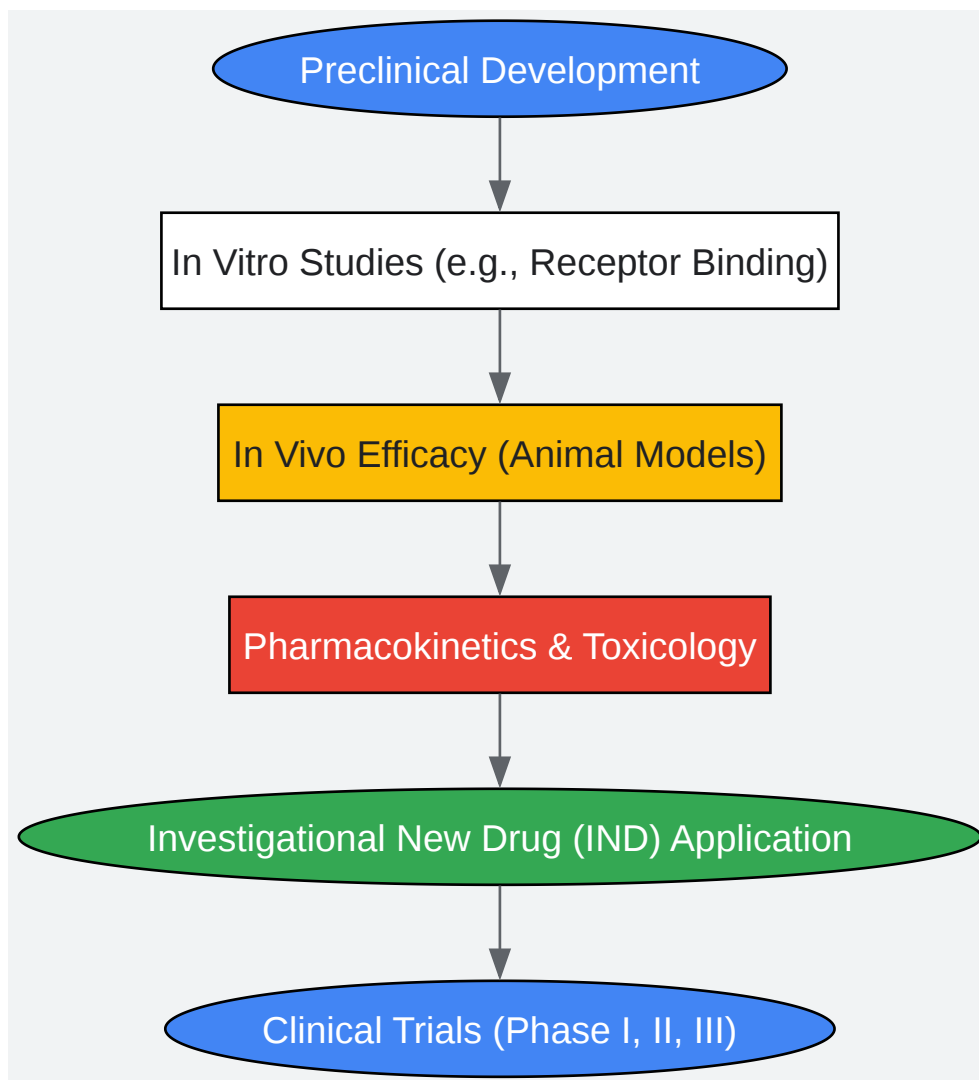 Preclinical Development
In Vitro Studies (e.g., Receptor Binding)
In Vivo Efficacy (Animal Models)
Pharmacokinetics & Toxicology
Investigational New Drug (IND) Application
Clinical Trials (Phase I, II, III)